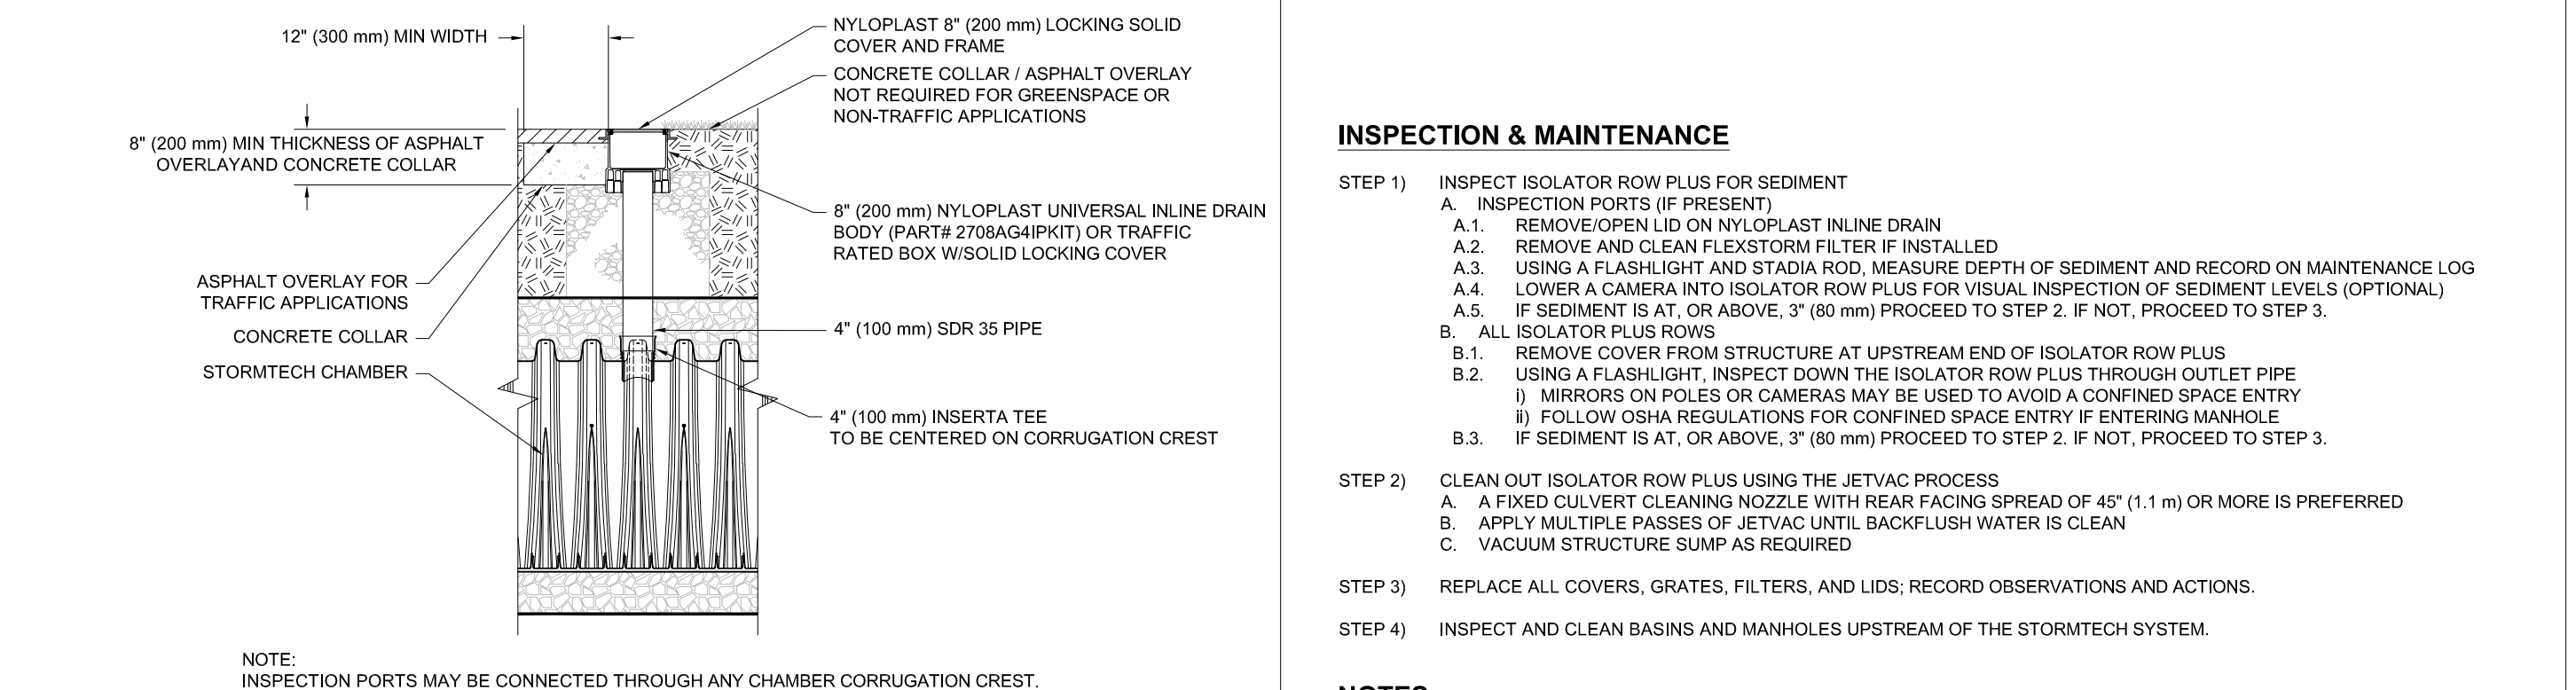 12" (300 mm) MIN WIDTH
NYLOPLAST 8" (200 mm) LOCKING SOLID
COVER AND FRAME
CONCRETE COLLAR / ASPHALT OVERLAY
NOT REQUIRED FOR GREENSPACE OR
NON-TRAFFIC APPLICATIONS
8" (200 mm) MIN THICKNESS OF ASPHALT
OVERLAYAND CONCRETE COLLAR
8" (200 mm) NYLOPLAST UNIVERSAL INLINE DRAIN
BODY (PART# 2708AG4IPKIT) OR TRAFFIC
RATED BOX W/SOLID LOCKING COVER
ASPHALT OVERLAY FOR
TRAFFIC APPLICATIONS
CONCRETE COLLAR
STORMTECH CHAMBER
4" (100 mm) SDR 35 PIPE
4" (100 mm) INSERTA TEE
TO BE CENTERED ON CORRUGATION CREST
NOTE:
INSPECTION PORTS MAY BE CONNECTED THROUGH ANY CHAMBER CORRUGATION CREST.
INSPECTION & MAINTENANCE
STEP 1) INSPECT ISOLATOR ROW PLUS FOR SEDIMENT
A. INSPECTION PORTS (IF PRESENT)
A.1. REMOVE/OPEN LID ON NYLOPLAST INLINE DRAIN
A.2. REMOVE AND CLEAN FLEXSTORM FILTER IF INSTALLED
A.3. USING A FLASHLIGHT AND STADIA ROD, MEASURE DEPTH OF SEDIMENT AND RECORD ON MAINTENANCE LOG
A.4. LOWER A CAMERA INTO ISOLATOR ROW PLUS FOR VISUAL INSPECTION OF SEDIMENT LEVELS (OPTIONAL)
A.5. IF SEDIMENT IS AT, OR ABOVE, 3" (80 mm) PROCEED TO STEP 2. IF NOT, PROCEED TO STEP 3.
B. ALL ISOLATOR PLUS ROWS
B.1. REMOVE COVER FROM STRUCTURE AT UPSTREAM END OF ISOLATOR ROW PLUS
B.2. USING A FLASHLIGHT, INSPECT DOWN THE ISOLATOR ROW PLUS THROUGH OUTLET PIPE
i) MIRRORS ON POLES OR CAMERAS MAY BE USED TO AVOID A CONFINED SPACE ENTRY
ii) FOLLOW OSHA REGULATIONS FOR CONFINED SPACE ENTRY IF ENTERING MANHOLE
B.3. IF SEDIMENT IS AT, OR ABOVE, 3" (80 mm) PROCEED TO STEP 2. IF NOT, PROCEED TO STEP 3.
STEP 2) CLEAN OUT ISOLATOR ROW PLUS USING THE JETVAC PROCESS
A. A FIXED CULVERT CLEANING NOZZLE WITH REAR FACING SPREAD OF 45" (1.1 m) OR MORE IS PREFERRED
B. APPLY MULTIPLE PASSES OF JETVAC UNTIL BACKFLUSH WATER IS CLEAN
C. VACUUM STRUCTURE SUMP AS REQUIRED
STEP 3) REPLACE ALL COVERS, GRATES, FILTERS, AND LIDS; RECORD OBSERVATIONS AND ACTIONS.
STEP 4) INSPECT AND CLEAN BASINS AND MANHOLES UPSTREAM OF THE STORMTECH SYSTEM.